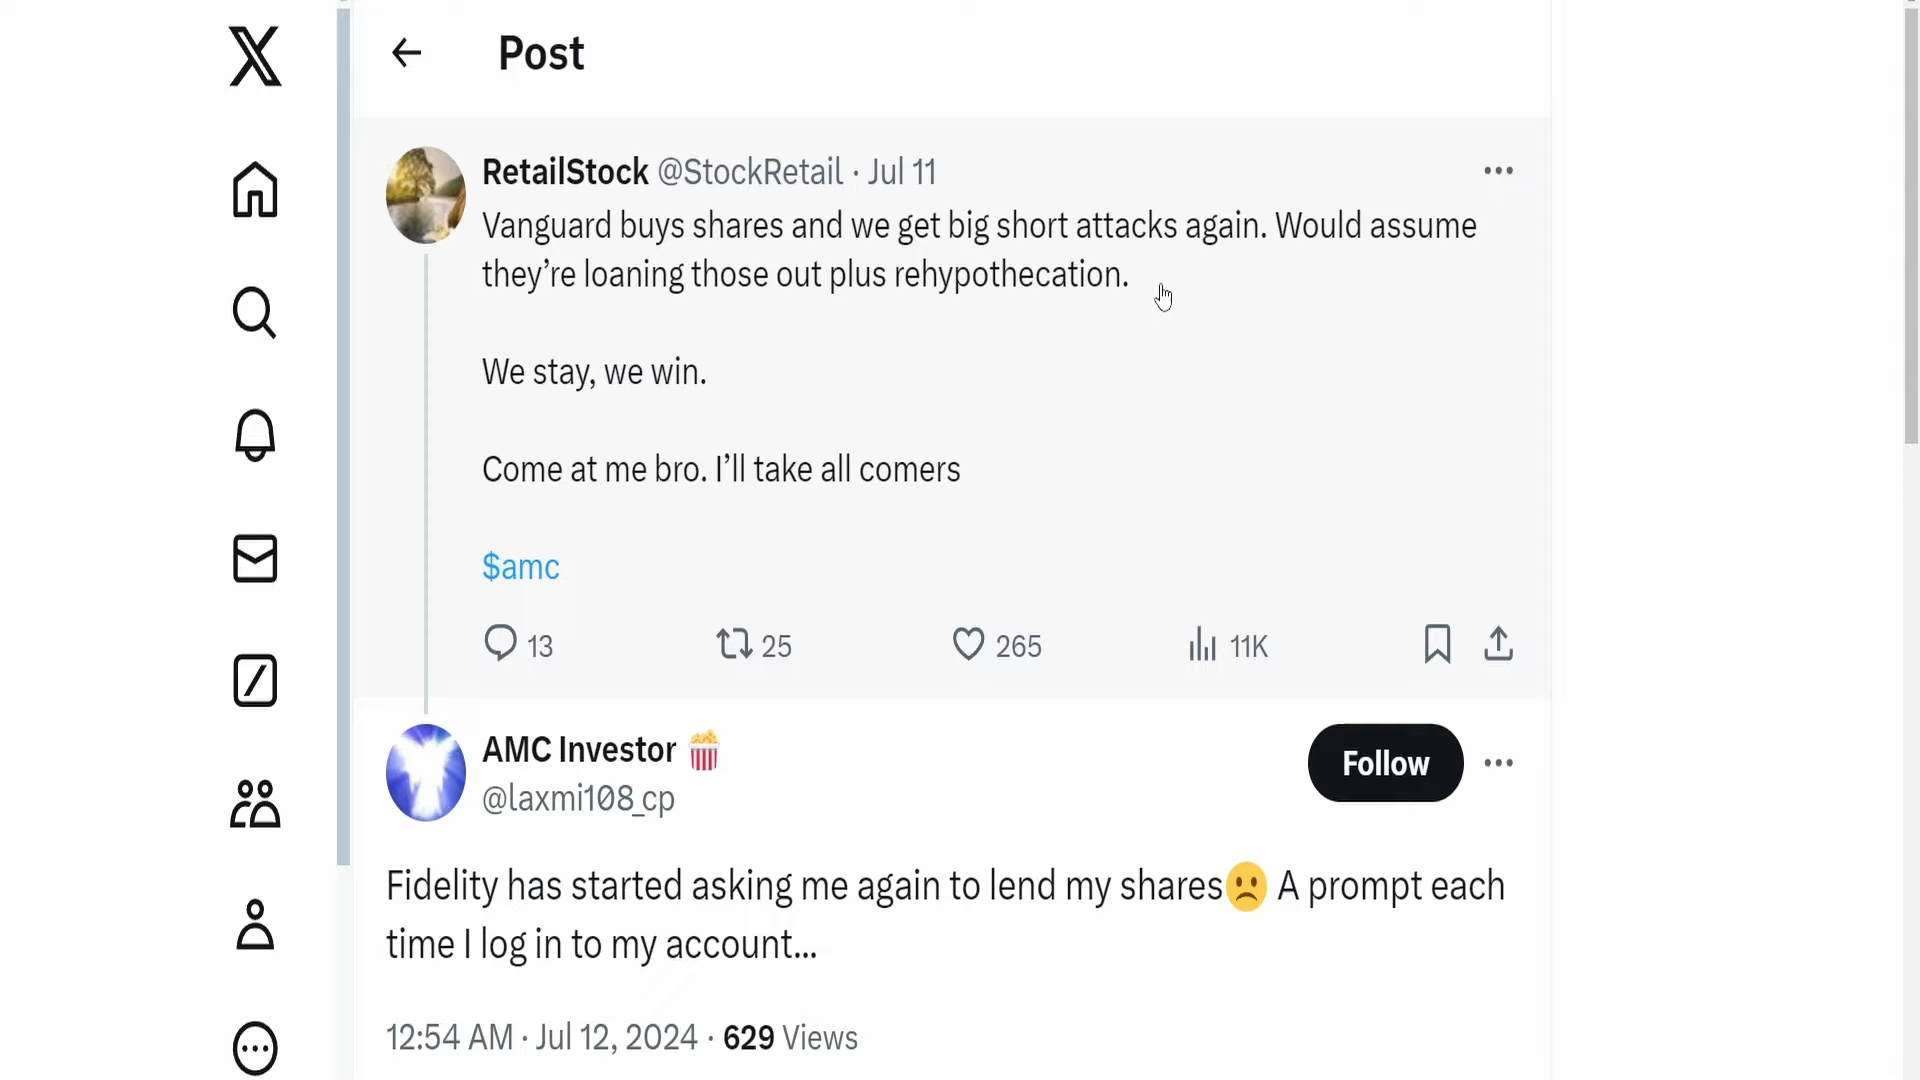 Post
RetailStock @StockRetail · Jul 11
Vanguard buys shares and we get big short attacks again. Would assume
they’re loaning those out plus rehypothecation.
We stay, we win.
Come at me bro. I’ll take all comers
$amc
13 25 265 11K
AMC Investor 🍿
@laxmi108_cp
Follow
Fidelity has started asking me again to lend my shares🙁 A prompt each
time I log in to my account...
12:54 AM · Jul 12, 2024 · 629 Views